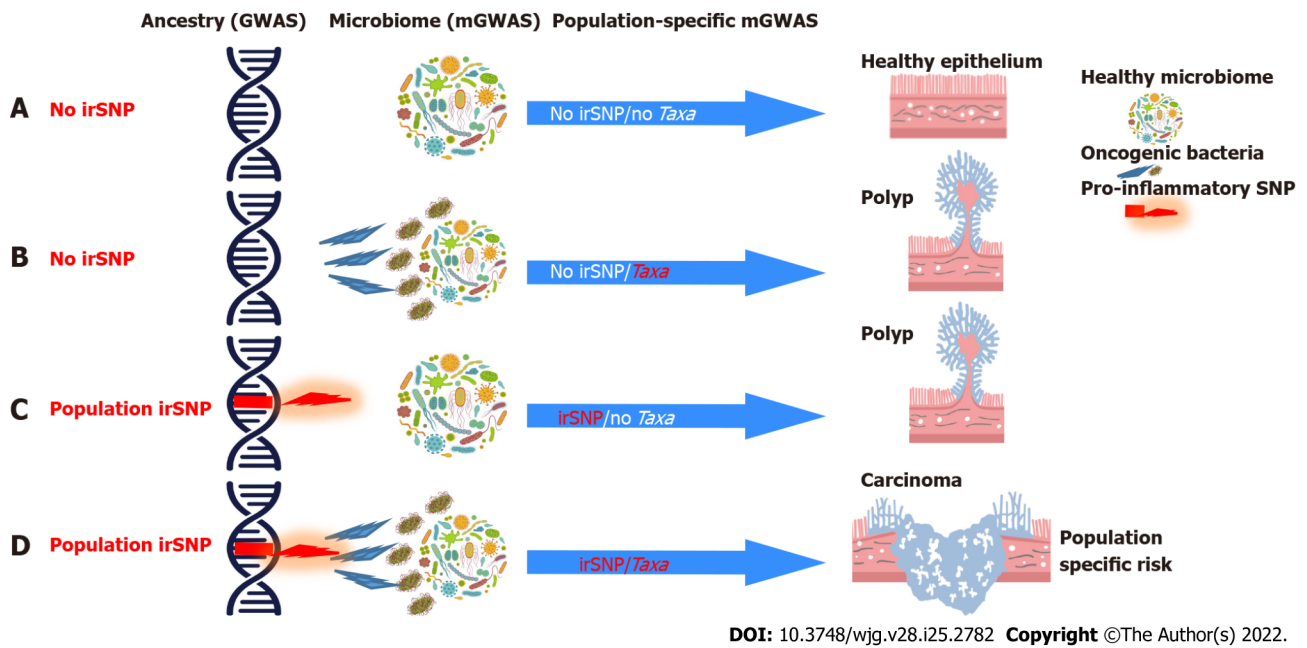 Ancestry (GWAS) Microbiome (mGWAS) Population-specific mGWAS
A No irSNP No irSNP/no Taxa Healthy epithelium
B No irSNP No irSNP/Taxa Polyp
C Population irSNP irSNP/no Taxa Polyp
D Population irSNP irSNP/Taxa Carcinoma
Population
specific risk
Healthy microbiome
Oncogenic bacteria
Pro-inflammatory SNP
DOI: 10.3748/wjg.v28.i25.2782 Copyright ©The Author(s) 2022.